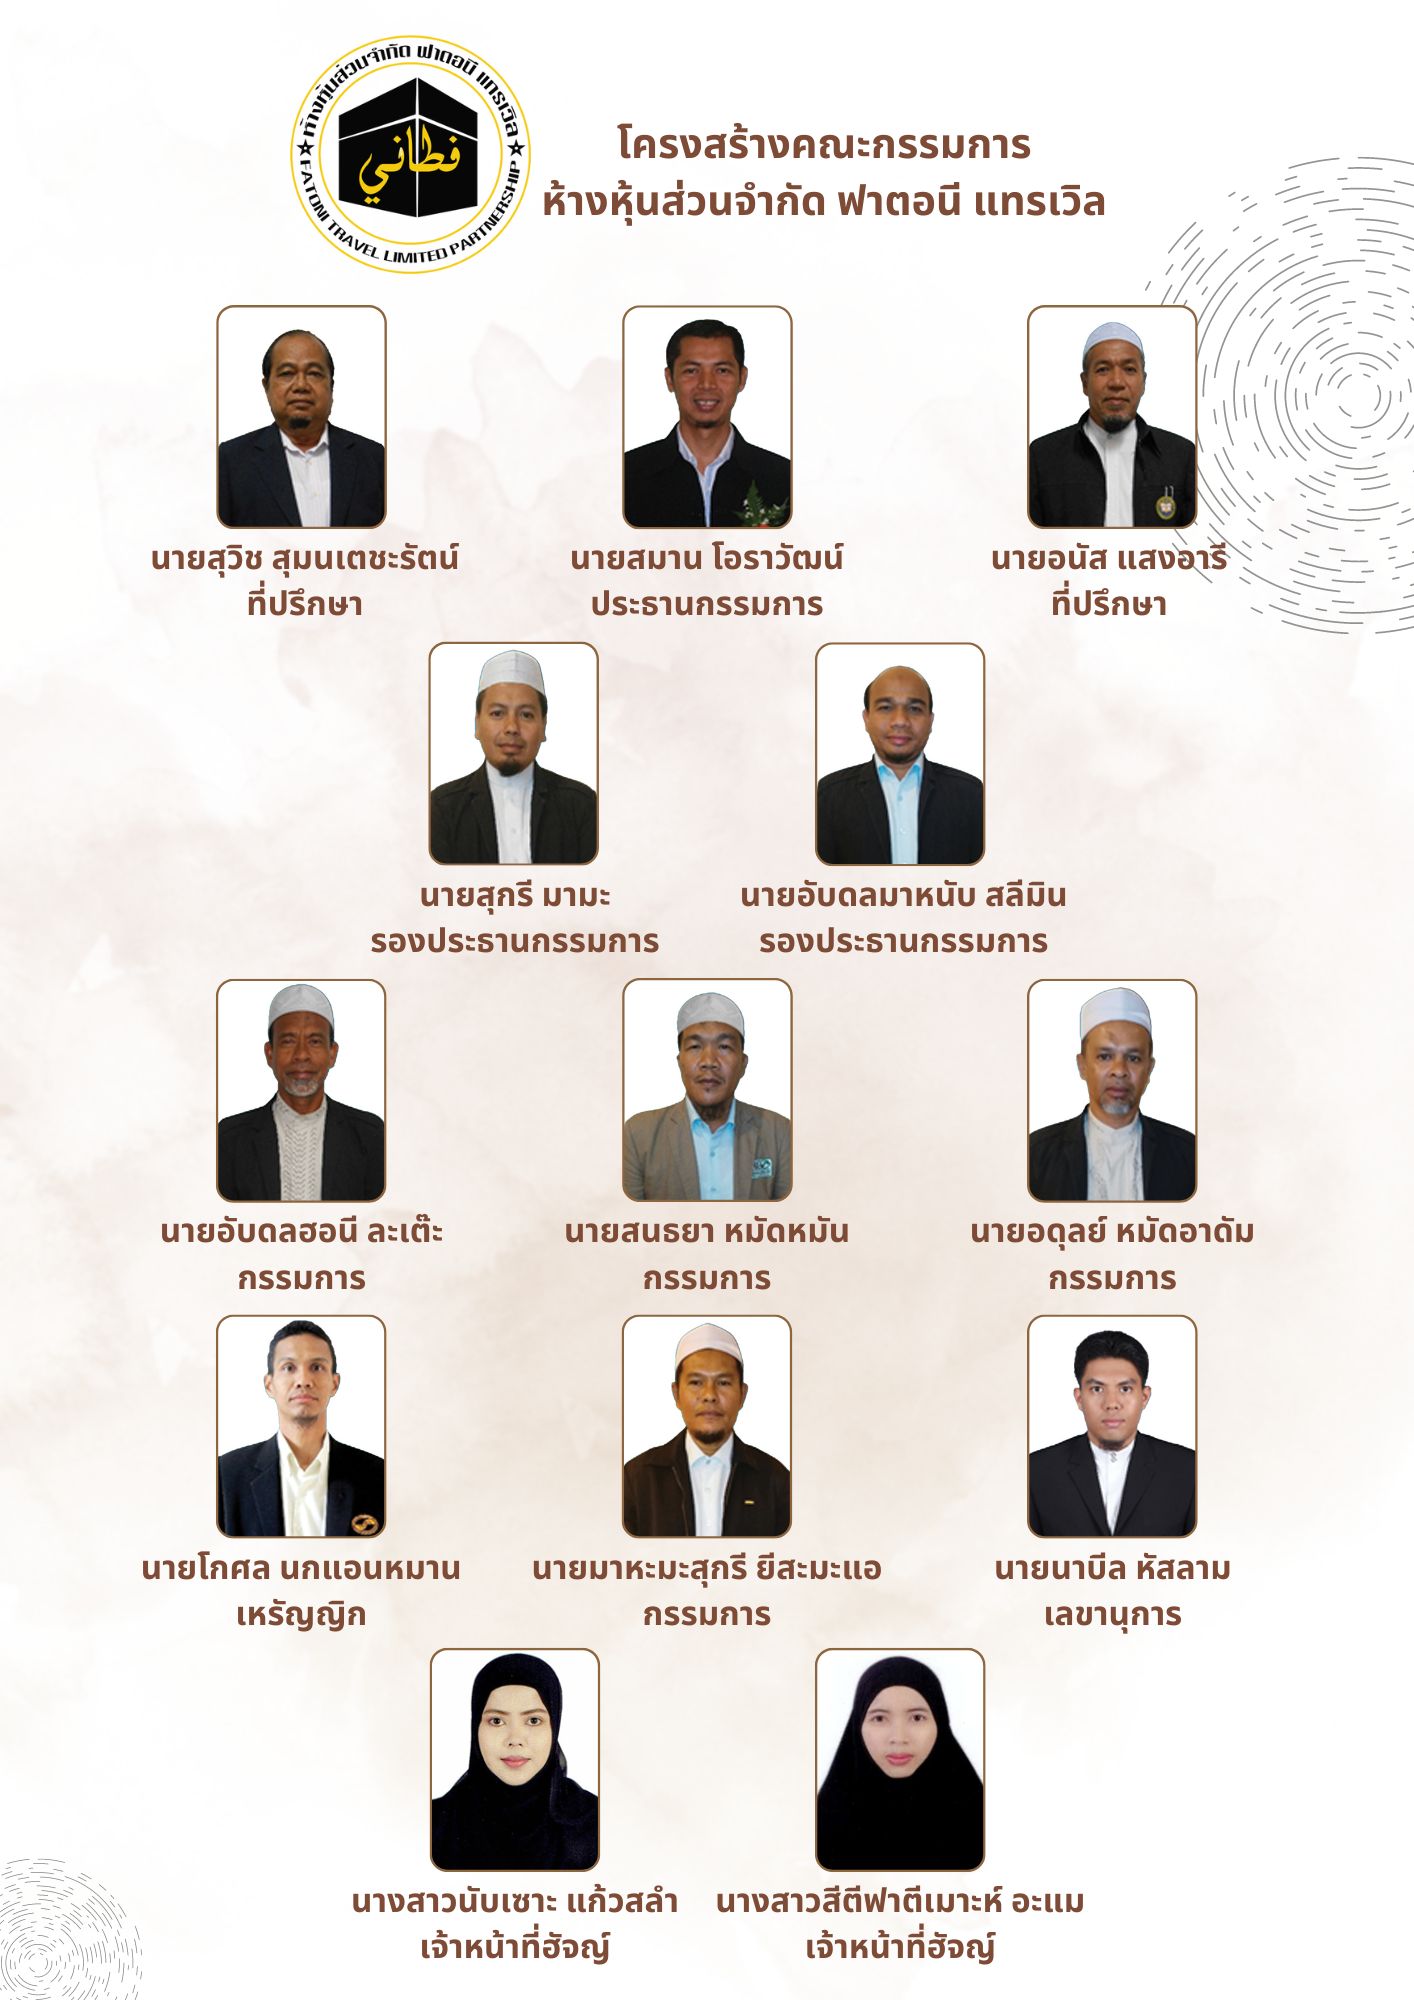 ห้างหุ้นส่วนจำกัด ฟาตอนี แทรเวิล
فطاني
FATONI TRAVEL LIMITED PARTNERSHIP
โครงสร้างคณะกรรมการ
ห้างหุ้นส่วนจำกัด ฟาตอนี แทรเวิล
นายสุวิช สุมนเตชะรัตน์
ที่ปรึกษา
นายสมาน โอราวัฒน์
ประธานกรรมการ
นายอนัส แสงอารี
ที่ปรึกษา
นายสุกรี มามะ
รองประธานกรรมการ
นายอับดลมาหนับ สลีมิน
รองประธานกรรมการ
นายอับดลฮอนี ละเต๊ะ
กรรมการ
นายสนธยา หมัดหมัน
กรรมการ
นายอดุลย์ หมัดอาดัม
กรรมการ
นายโกศล นกแอนหมาน
เหรัญญิก
นายมาหะมะสุกรี ยีสะมะแอ
กรรมการ
นายนาบีล หัสลาม
เลขานุการ
นางสาวนับเซาะ แก้วสลำ
เจ้าหน้าที่ฮัจญ์
นางสาวสีตีฟาตีเมาะห์ อะแม
เจ้าหน้าที่ฮัจญ์